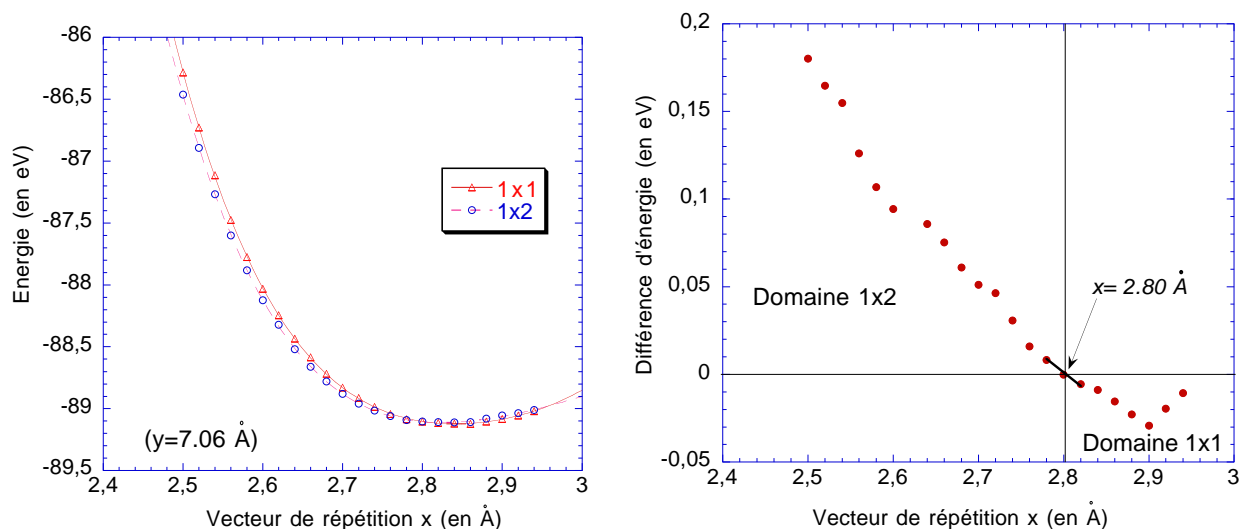 -86
-86,5
-87
-87,5
-88
-88,5
-89
-89,5
Energie (en eV)
1x1
1x2
(y=7.06 Å)
2,4 2,5 2,6 2,7 2,8 2,9 3
Vecteur de répétition x (en Å)
0,2
0,15
0,1
0,05
0
-0,05
Différence d'énergie (en eV)
Domaine 1x2
x= 2.80 Å
Domaine 1x1
2,4 2,5 2,6 2,7 2,8 2,9 3
Vecteur de répétition x (en Å)